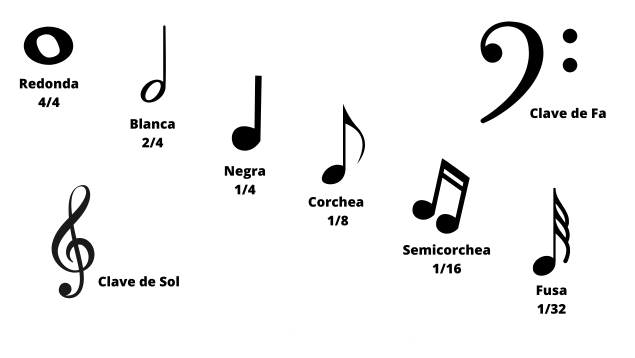 Redonda
4/4
Blanca
2/4
Negra
1/4
Corchea
1/8
Semicorchea
1/16
Fusa
1/32
Clave de Fa
Clave de Sol